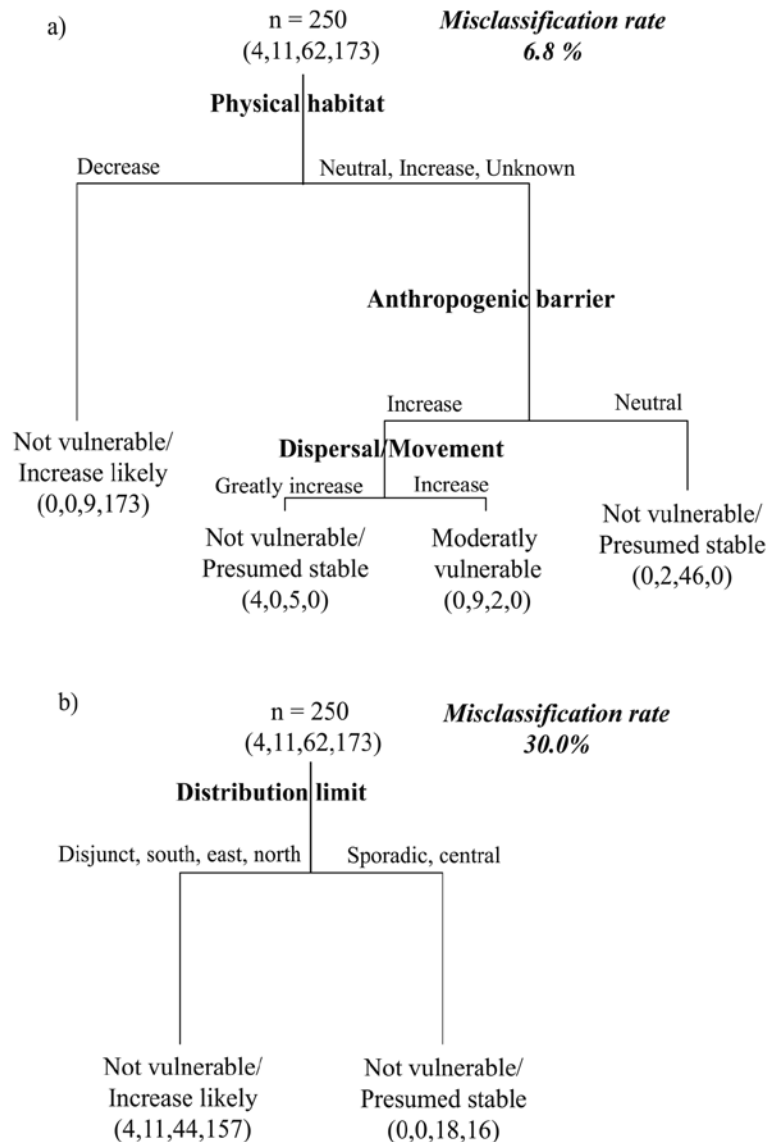 a)
n = 250
(4,11,62,173)
Misclassification rate
6.8 %
Physical habitat
Decrease
Neutral, Increase, Unknown
Anthropogenic barrier
Increase
Neutral
Dispersal/Movement
Greatly increase
Increase
Not vulnerable/
Increase likely
(0,0,9,173)
Not vulnerable/
Presumed stable
(4,0,5,0)
Moderatly
vulnerable
(0,9,2,0)
Not vulnerable/
Presumed stable
(0,2,46,0)
b)
n = 250
(4,11,62,173)
Misclassification rate
30.0%
Distribution limit
Disjunct, south, east, north
Sporadic, central
Not vulnerable/
Increase likely
(4,11,44,157)
Not vulnerable/
Presumed stable
(0,0,18,16)